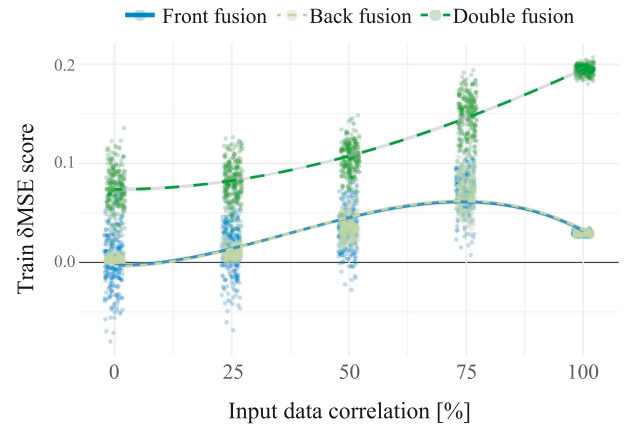 Front fusion Back fusion Double fusion
0.2
0.1
0.0
Train δMSE score
0 25 50 75 100
Input data correlation [%]